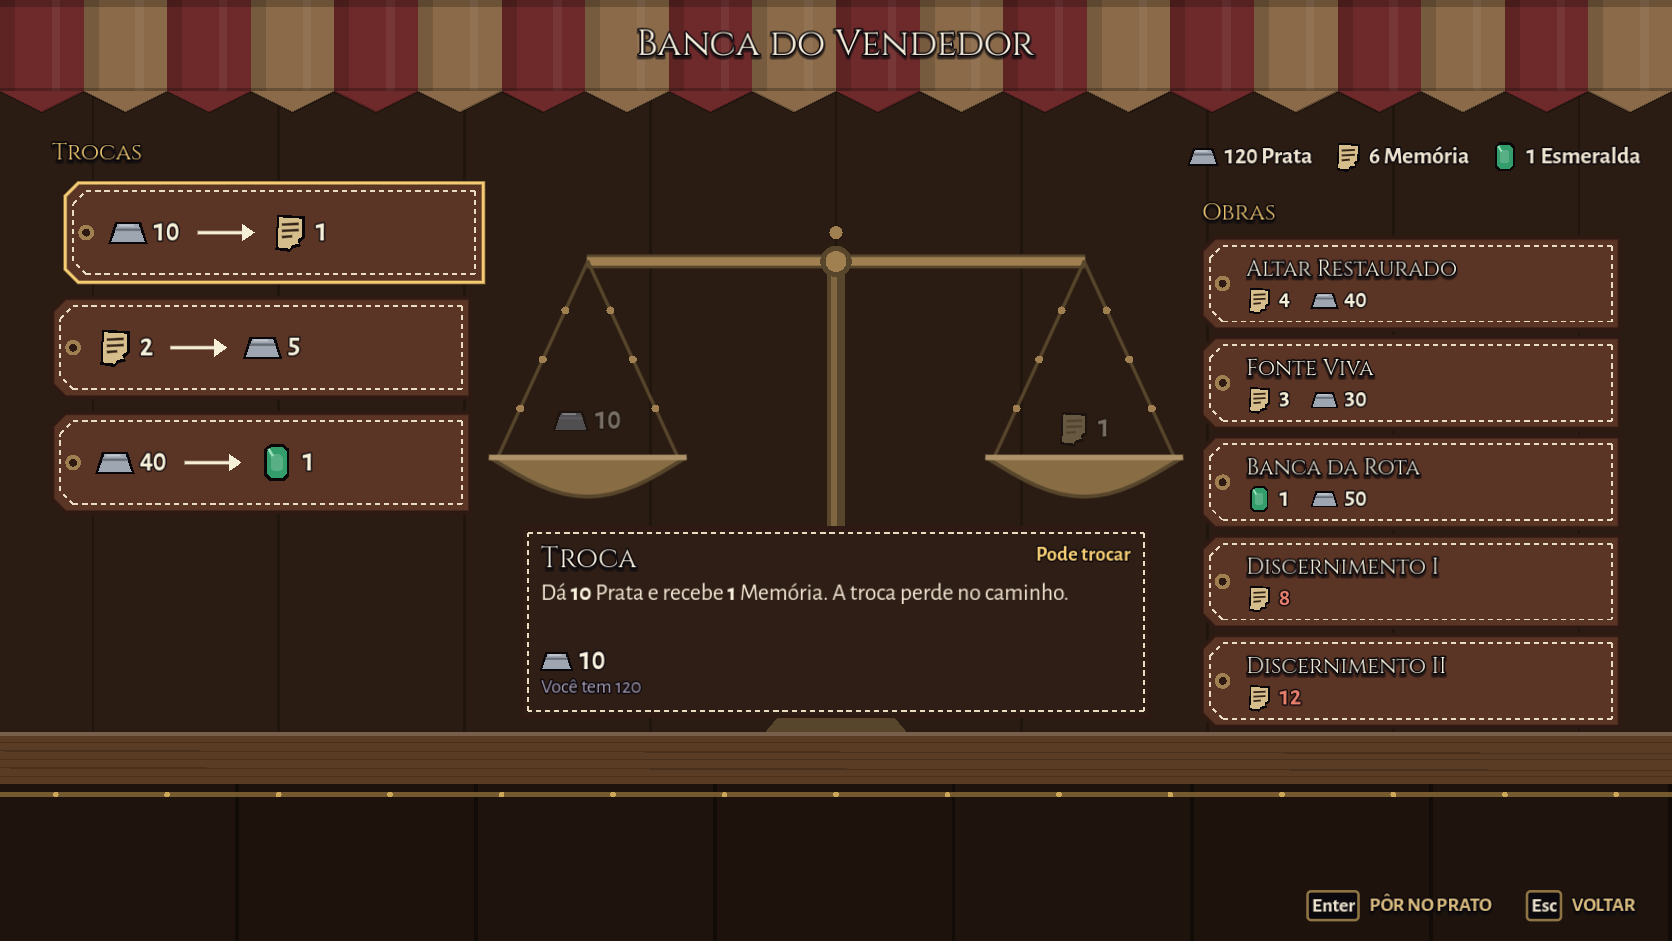 Banca do Vendedor
Trocas
10 1
2 5
40 1
120 Prata 6 Memória 1 Esmeralda
Obras
Altar Restaurado
4 40
Fonte Viva
3 30
Banca da Rota
1 50
Discernimento I
8
Discernimento II
12
10
1
Troca
Pode trocar
Dá 10 Prata e recebe 1 Memória. A troca perde no caminho.
10
Você tem 120
Enter PÔR NO PRATO Esc VOLTAR